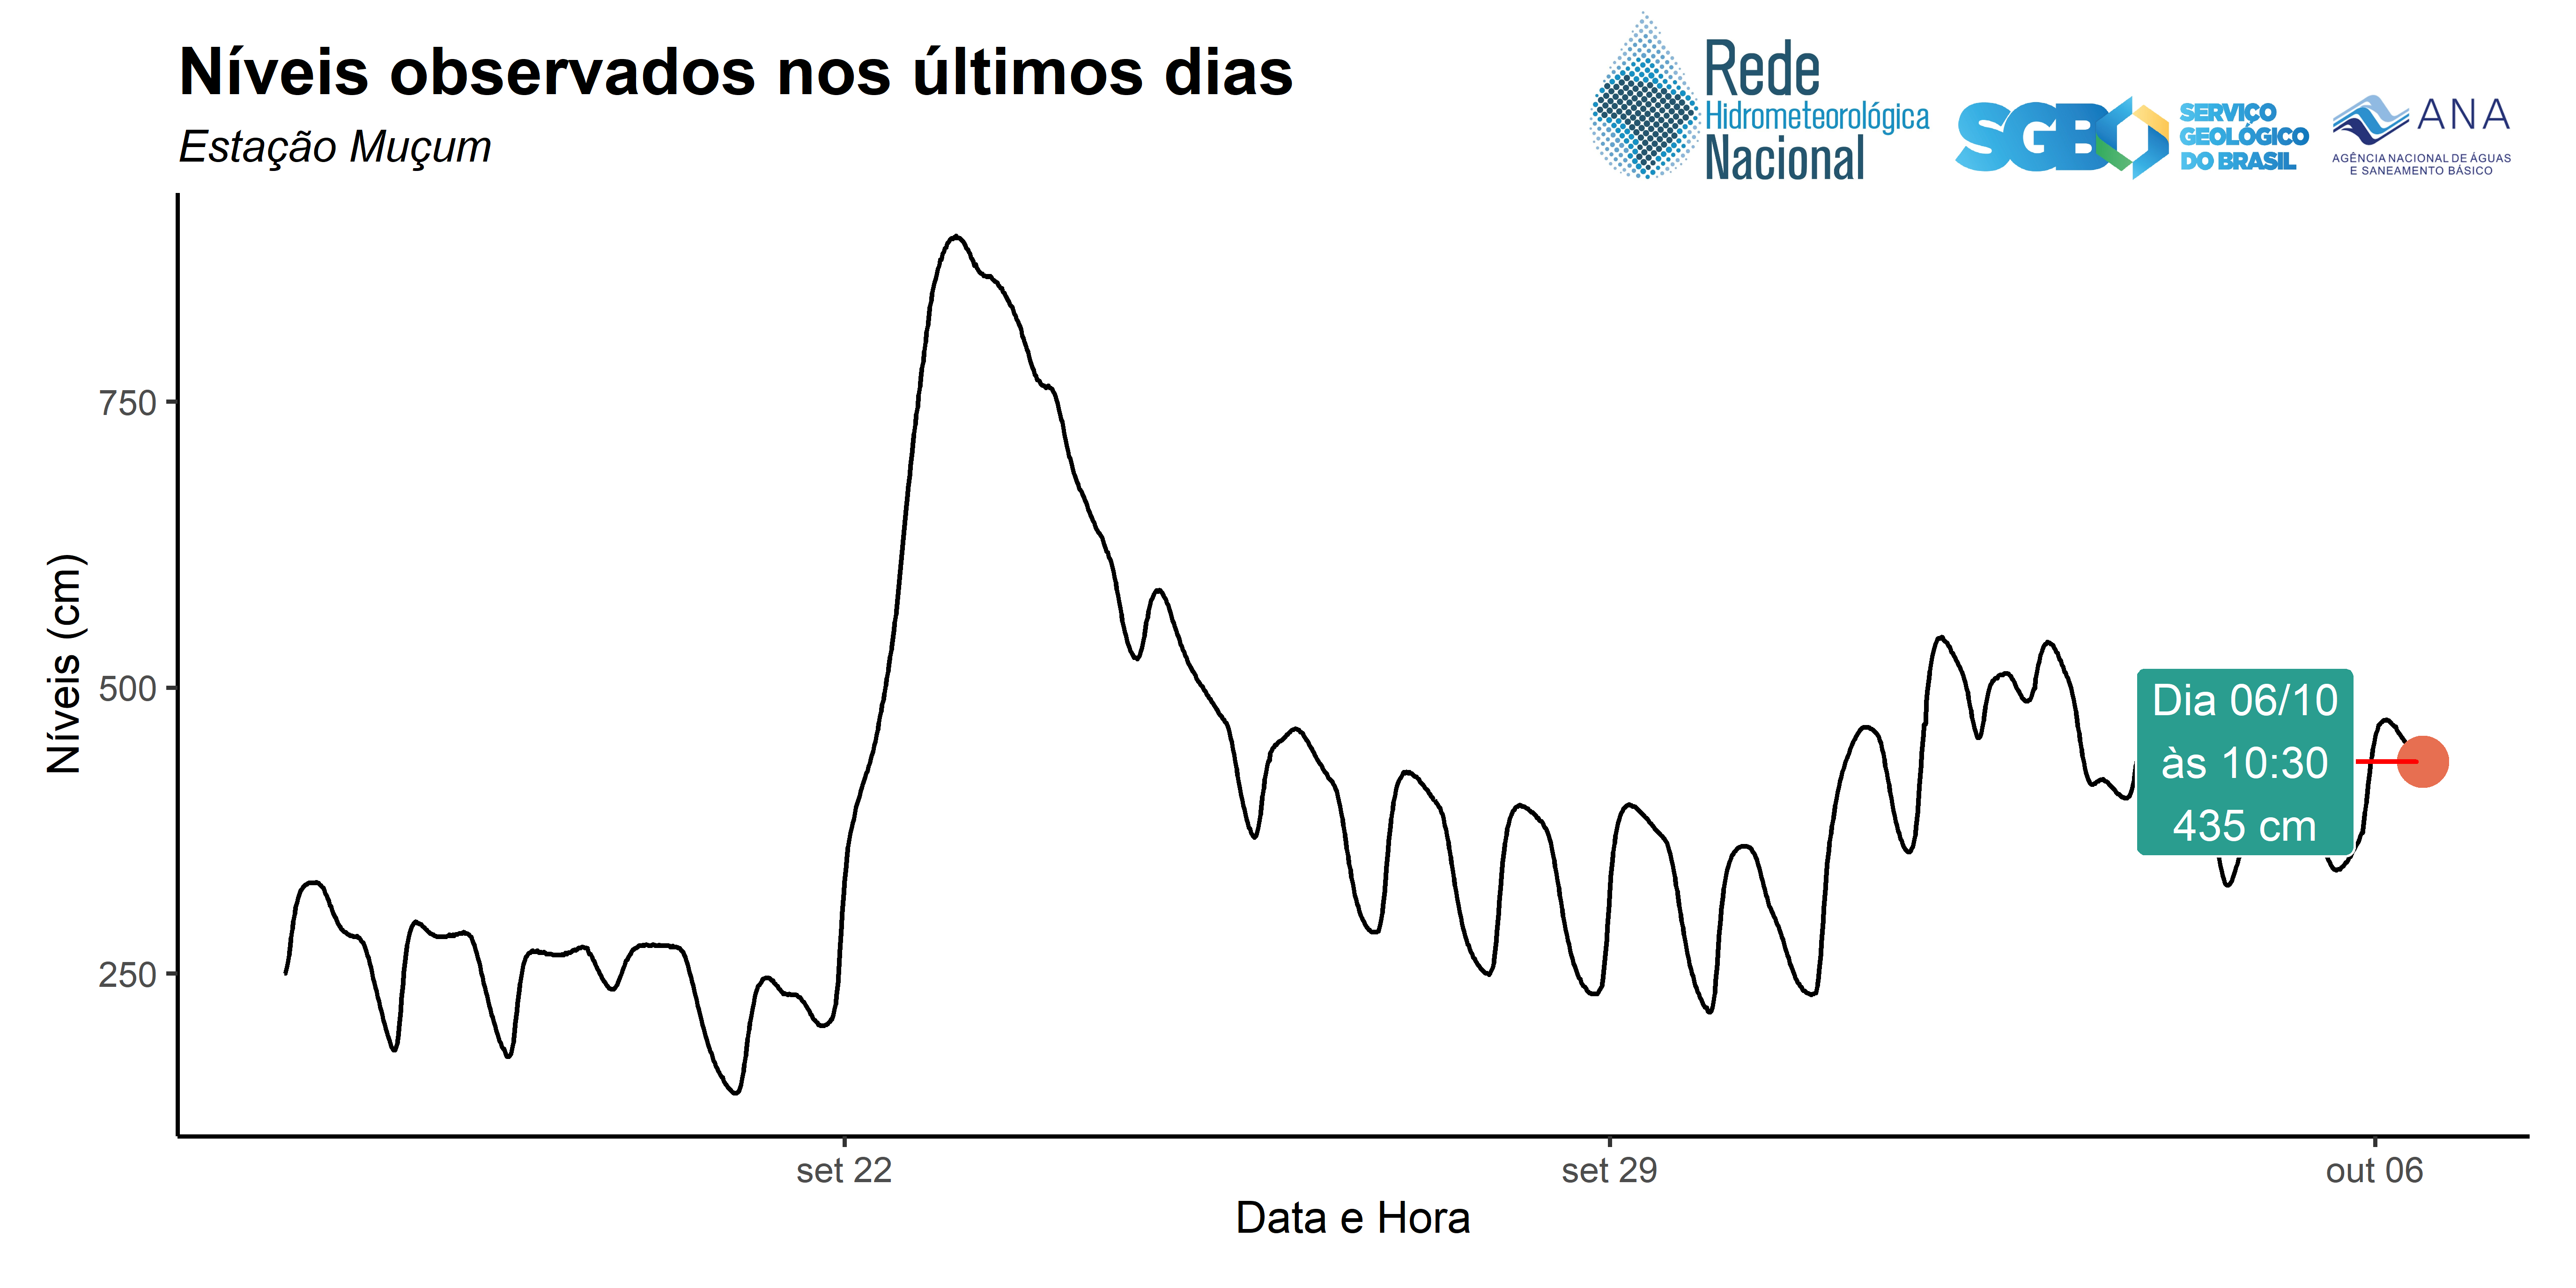 Níveis observados nos últimos dias
Estação Muçum
Rede
Hidrometeorológica
Nacional
SGB
SERVIÇO
GEOLÓGICO
DO BRASIL
ANA
AGÊNCIA NACIONAL DE ÁGUAS
E SANEAMENTO BÁSICO
Níveis (cm)
750
500
250
Dia 06/10
às 10:30
435 cm
set 22
set 29
out 06
Data e Hora